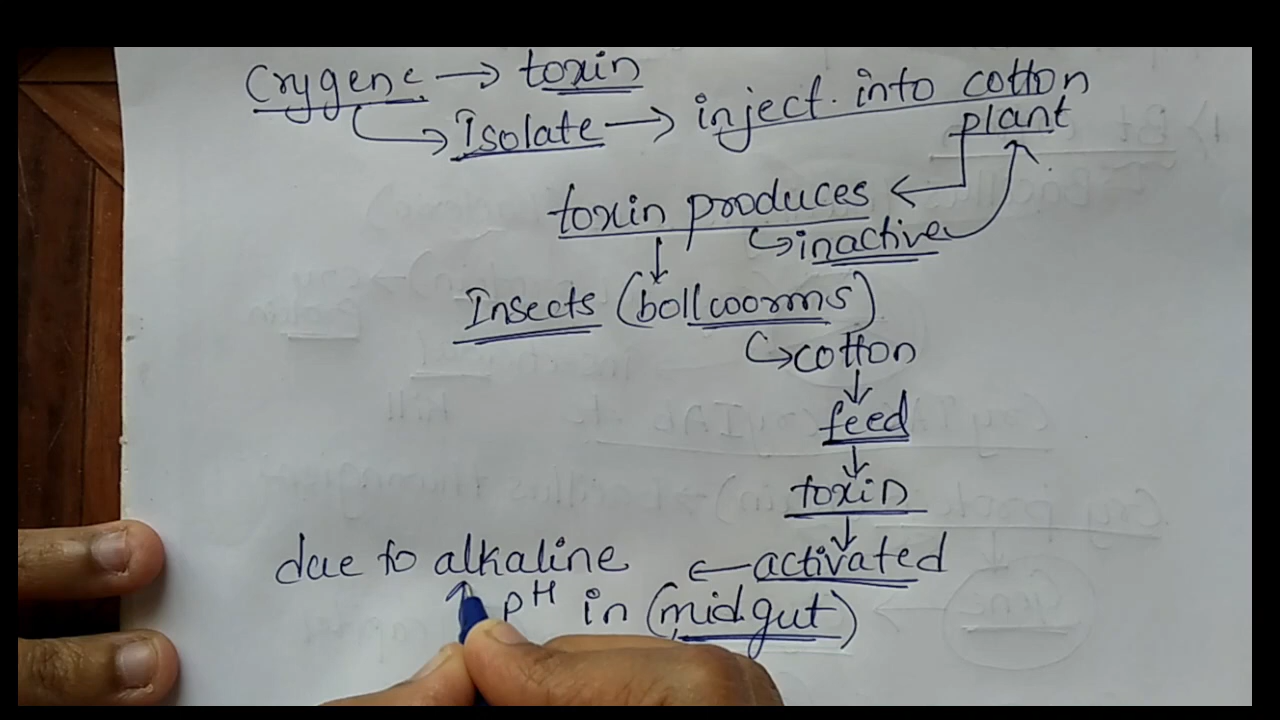 Crygene → toxin
Isolate → inject. into cotton
plant
toxin produces ←
inactive
Insects (bollworms)
cotton
feed
toxin
due to alkaline ← activated
pH in (midgut)